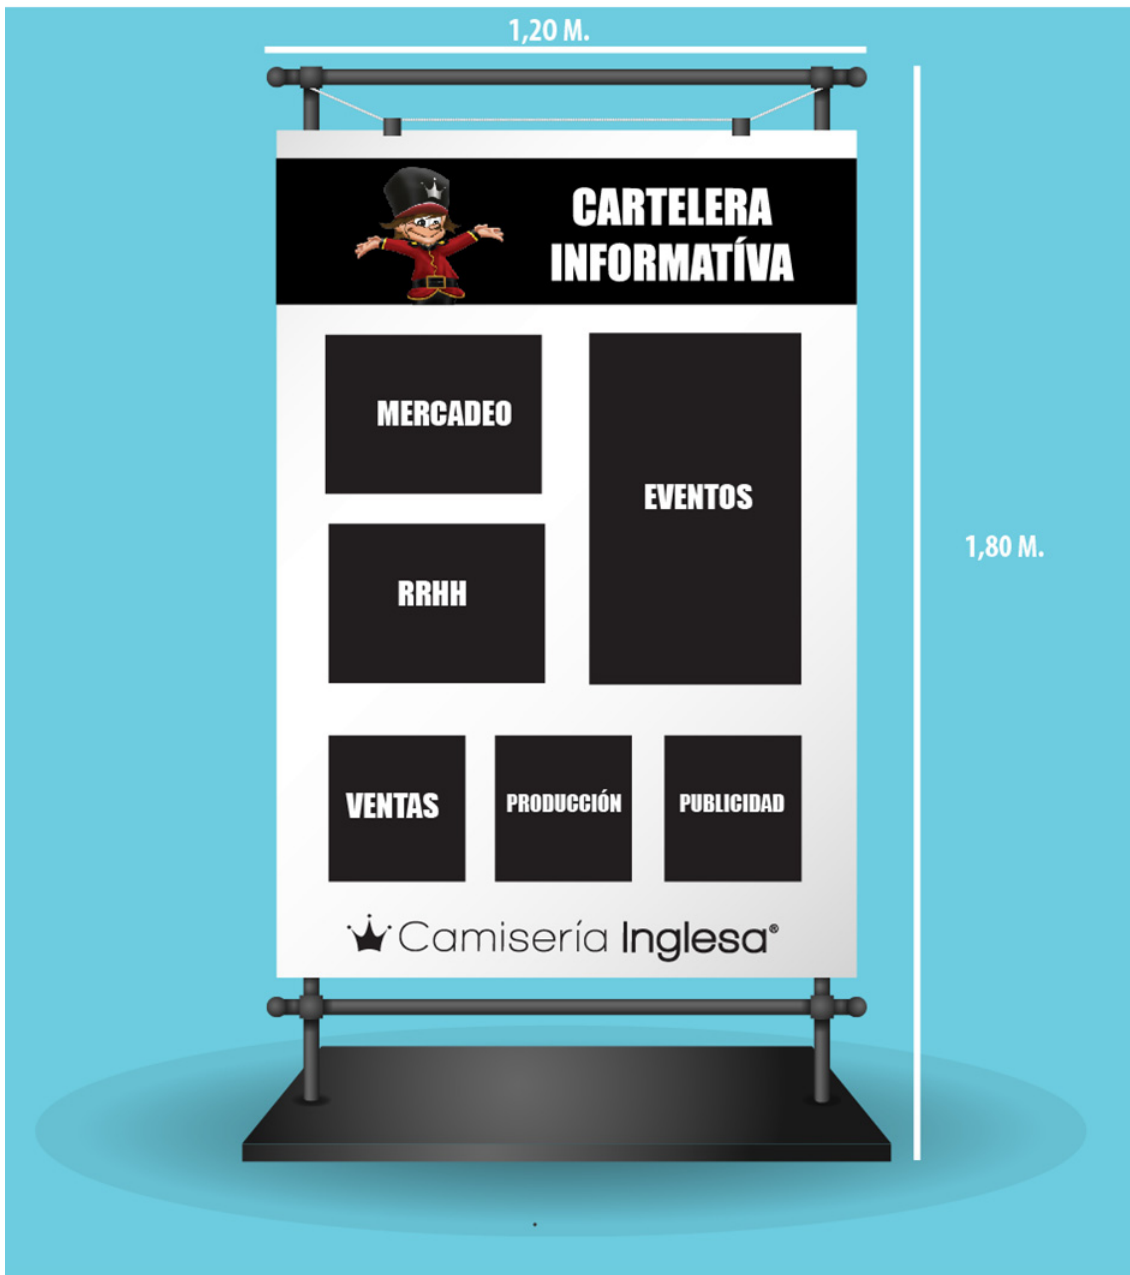 1,20 M.
CARTELERA
INFORMATÍVA
MERCADEO
EVENTOS
RRHH
1,80 M.
VENTAS
PRODUCCIÓN
PUBLICIDAD
Camisería Inglesa®